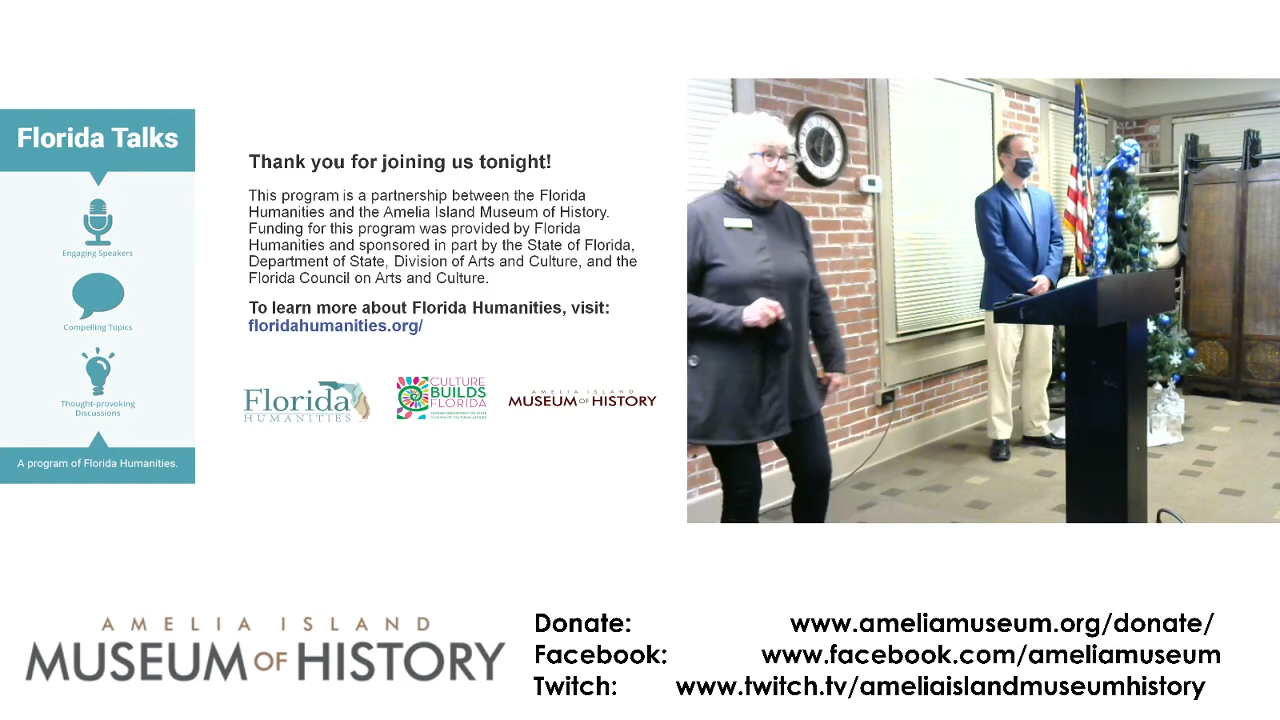 Florida Talks
Engaging Speakers
Compelling Topics
Thought-provoking
Discussions
A program of Florida Humanities.
Thank you for joining us tonight!
This program is a partnership between the Florida
Humanities and the Amelia Island Museum of History.
Funding for this program was provided by Florida
Humanities and sponsored in part by the State of Florida,
Department of State, Division of Arts and Culture, and the
Florida Council on Arts and Culture.
To learn more about Florida Humanities, visit:
floridahumanities.org/
Florida
HUMANITIES
CULTURE
BUILDS
FLORIDA
AMELIA ISLAND
MUSEUM OF HISTORY
AMELIA ISLAND
MUSEUM OF HISTORY
Donate: www.ameliamuseum.org/donate/
Facebook: www.facebook.com/ameliamuseum
Twitch: www.twitch.tv/ameliaislandmuseumhistory